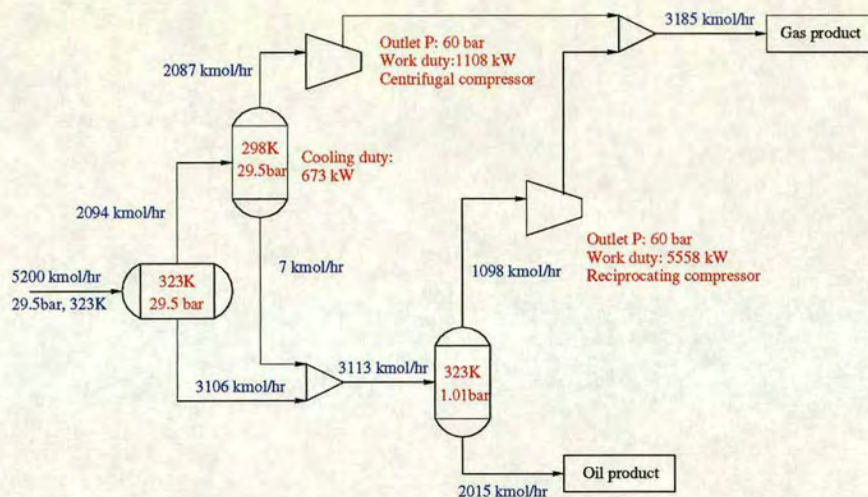 3185 kmol/hr
Gas product
Outlet P: 60 bar
Work duty:1108 kW
Centrifugal compressor
2087 kmol/hr
298K
29.5bar
Cooling duty:
673 kW
2094 kmol/hr
Outlet P: 60 bar
Work duty: 5558 kW
Reciprocating compressor
1098 kmol/hr
7 kmol/hr
5200 kmol/hr
29.5bar, 323K
323K
29.5 bar
3106 kmol/hr
3113 kmol/hr
323K
1.01bar
Oil product
2015 kmol/hr